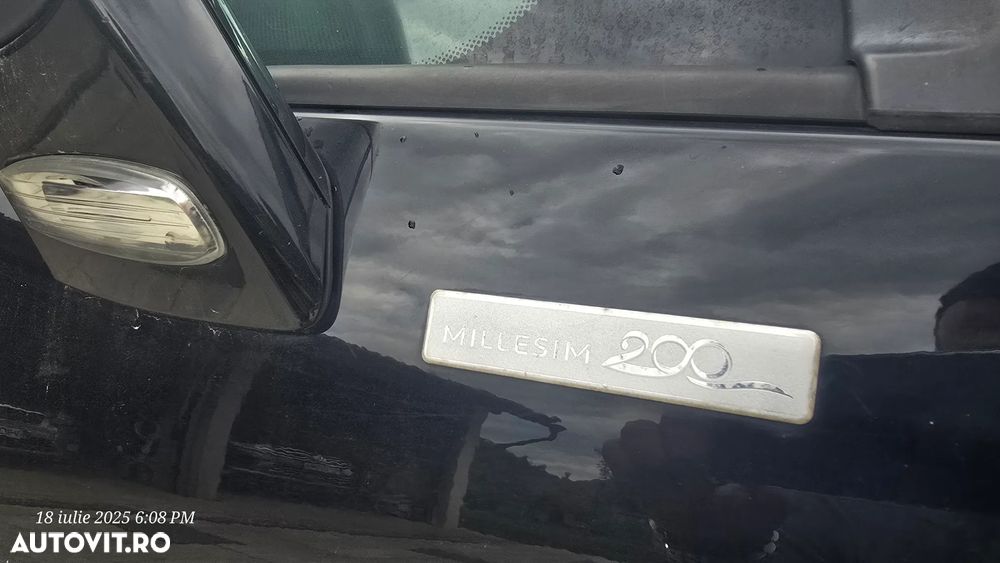 MILLESIM 200
18 iulie 2025 6:08 PM
AUTOVIT.RO